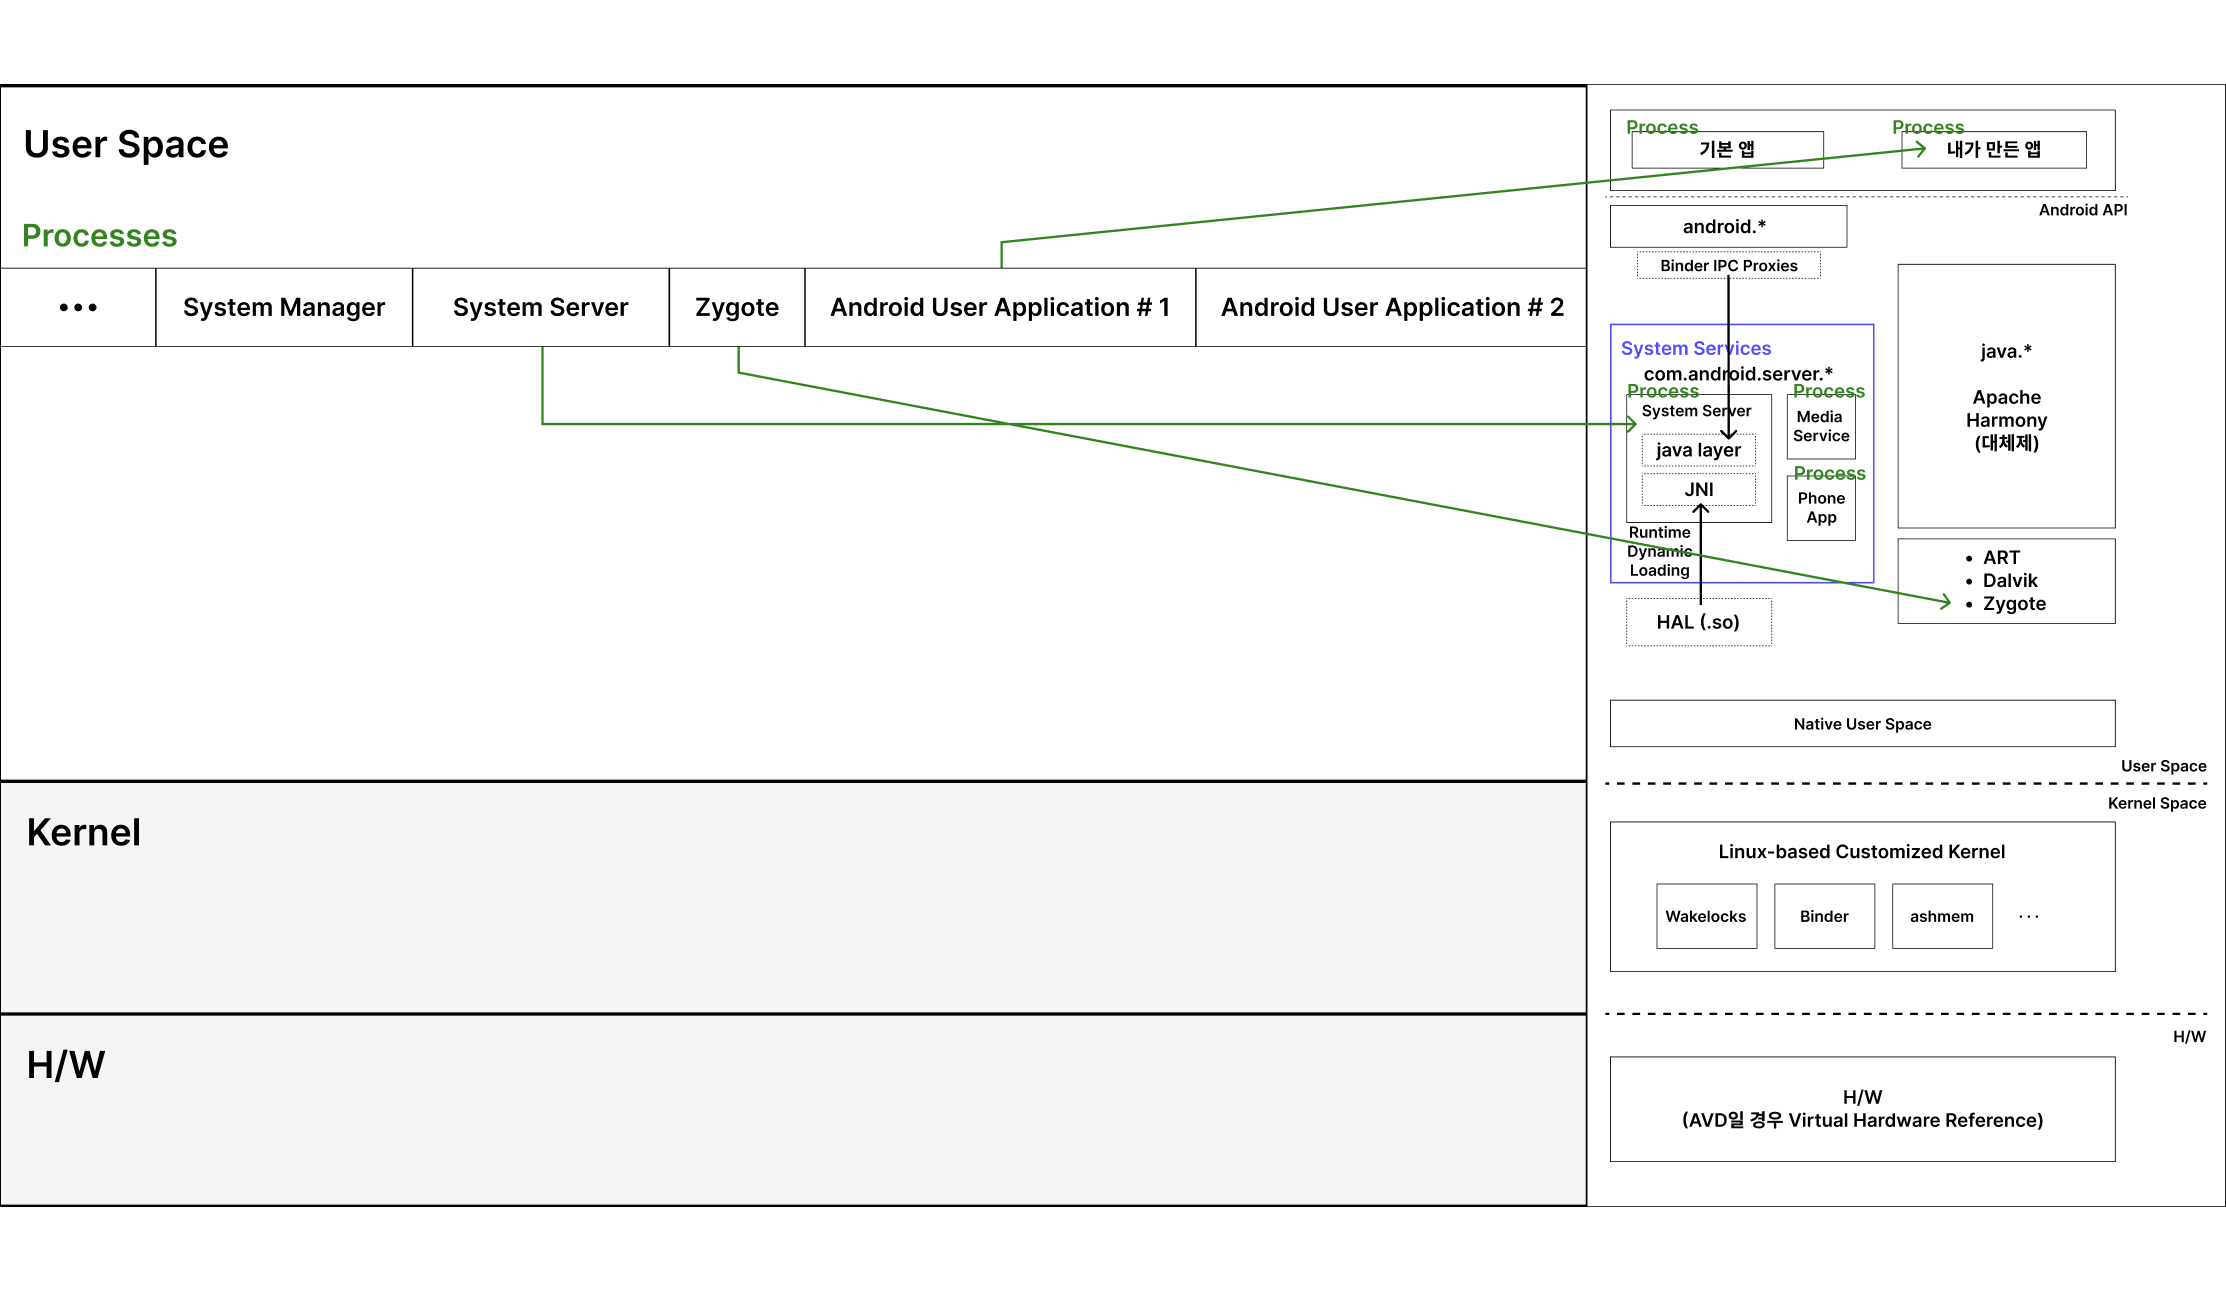 User Space
Processes
•••
System Manager
System Server
Zygote
Android User Application # 1
Android User Application # 2
Kernel
H/W
Process
기본 앱
Process
내가 만든 앱
Android API
android.*
Binder IPC Proxies
System Services
com.android.server.*
Process
System Server
java layer
JNI
Runtime
Dynamic
Loading
Process
Media
Service
Process
Phone
App
HAL (.so)
java.*
Apache
Harmony
(대체제)
• ART
• Dalvik
• Zygote
Native User Space
User Space
Kernel Space
Linux-based Customized Kernel
Wakelocks
Binder
ashmem
···
H/W
H/W
(AVD일 경우 Virtual Hardware Reference)